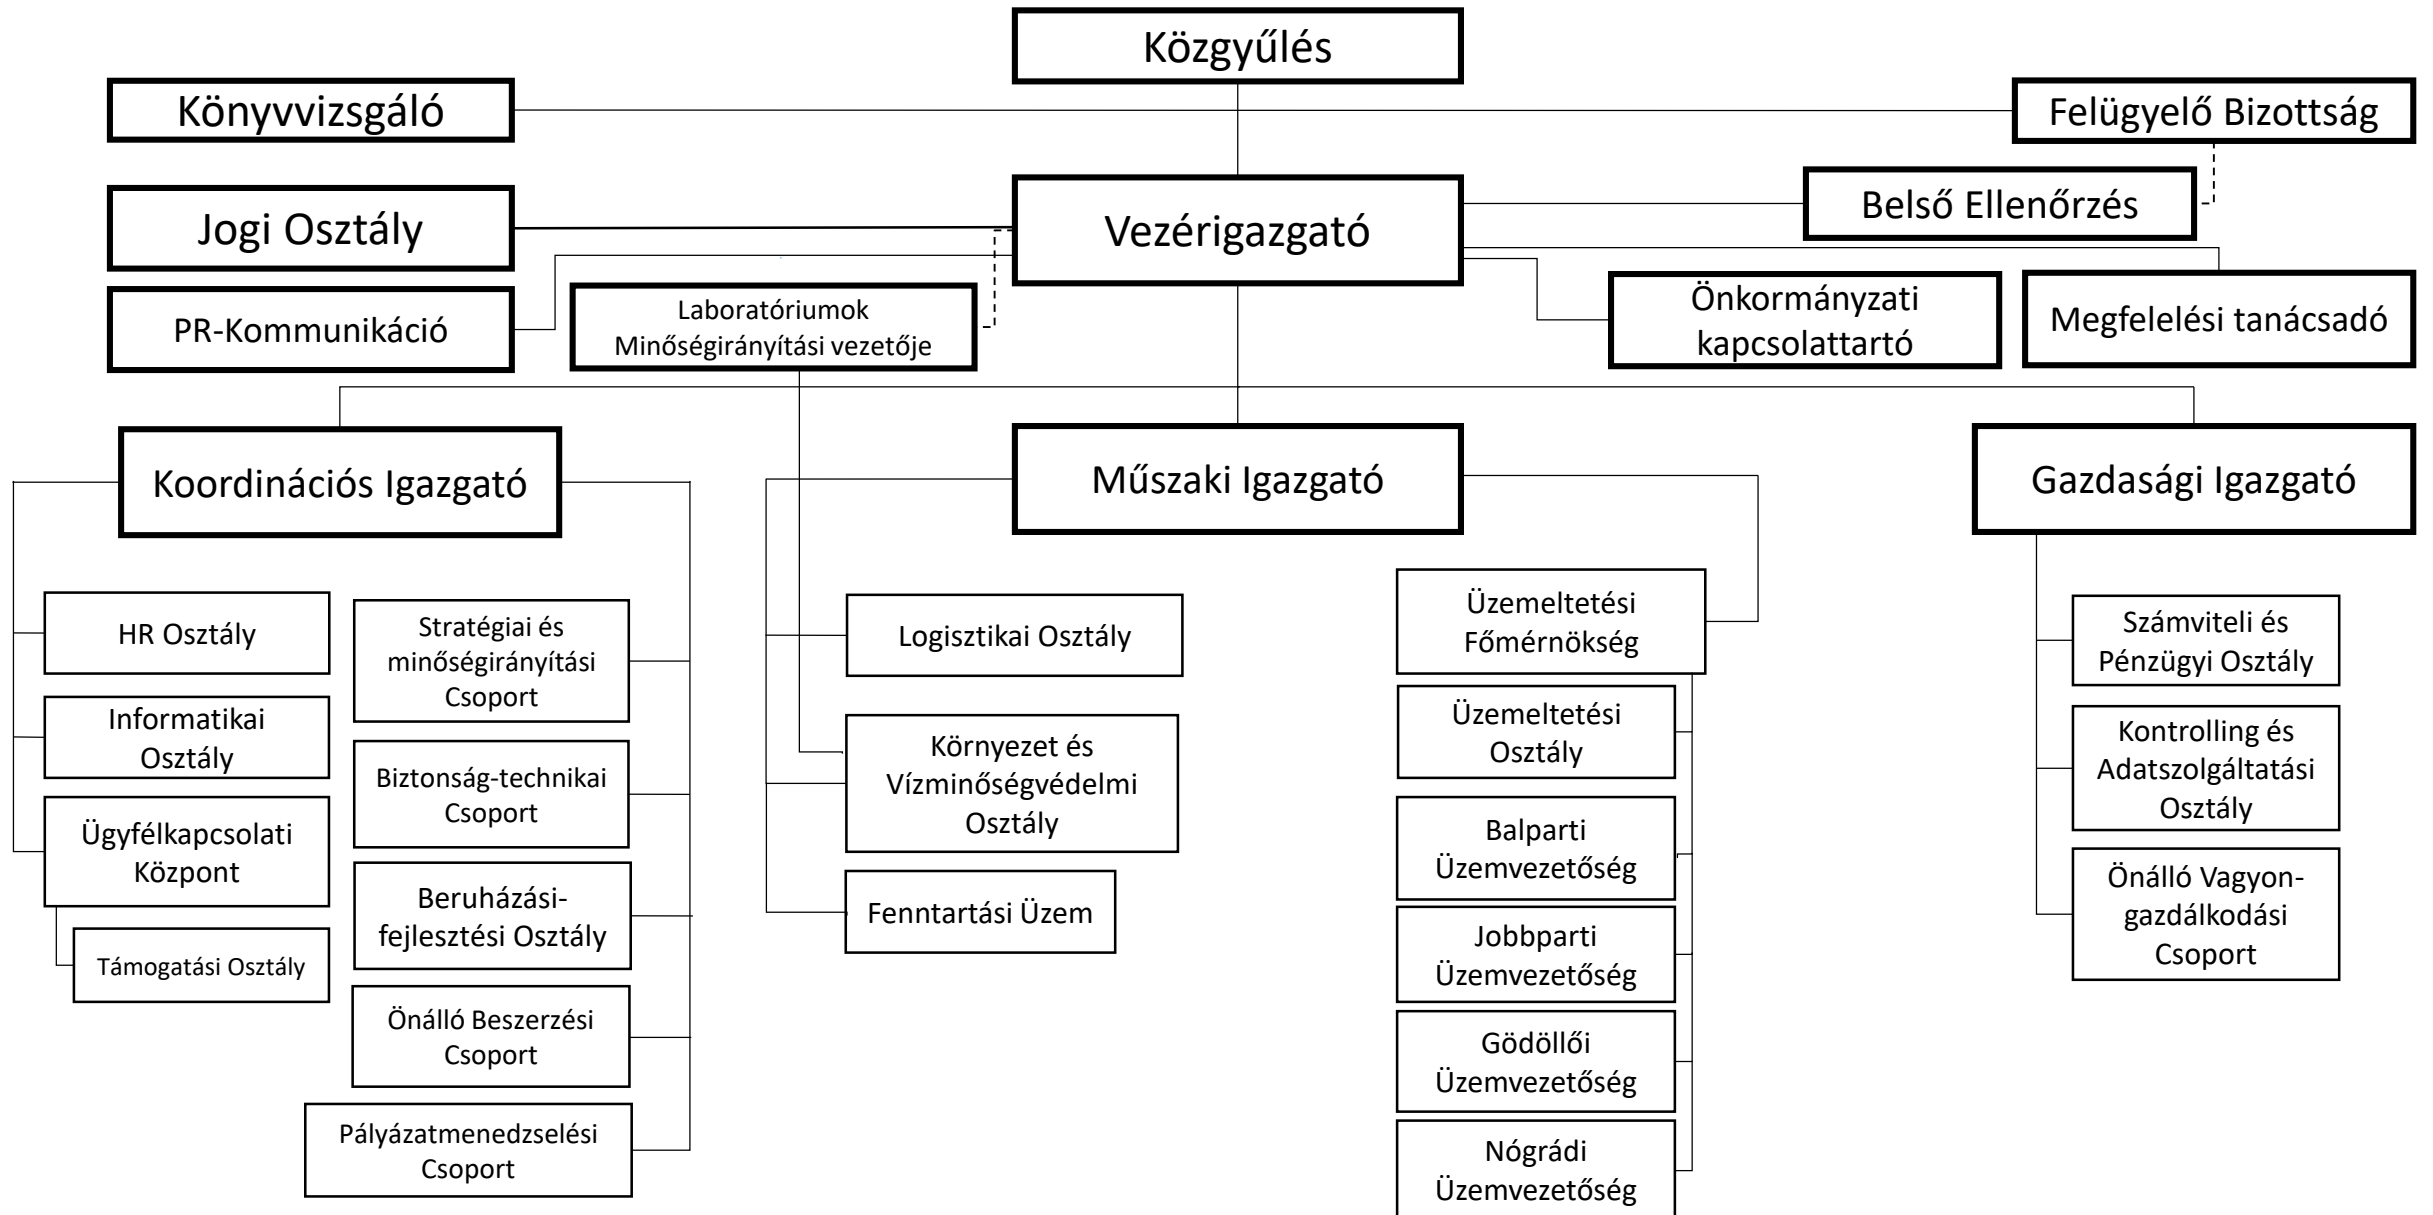 Közgyűlés
Könyvvizsgáló
Felügyelő Bizottság
Jogi Osztály
Vezérigazgató
Belső Ellenőrzés
PR-Kommunikáció
Laboratóriumok
Minőségirányítási vezetője
Önkormányzati
kapcsolattartó
Megfelelési tanácsadó
Koordinációs Igazgató
Műszaki Igazgató
Gazdasági Igazgató
HR Osztály
Informatikai
Osztály
Ügyfélkapcsolati
Központ
Támogatási Osztály
Stratégiai és
minőségirányítási
Csoport
Biztonság-technikai
Csoport
Beruházási-
fejlesztési Osztály
Önálló Beszerzési
Csoport
Pályázatmenedzselési
Csoport
Logisztikai Osztály
Környezet és
Vízminőségvédelmi
Osztály
Fenntartási Üzem
Üzemeltetési
Főmérnökség
Üzemeltetési
Osztály
Balparti
Üzemvezetőség
Jobbparti
Üzemvezetőség
Gödöllői
Üzemvezetőség
Nógrádi
Üzemvezetőség
Számviteli és
Pénzügyi Osztály
Kontrolling és
Adatszolgáltatási
Osztály
Önálló Vagyon-
gazdálkodási
Csoport